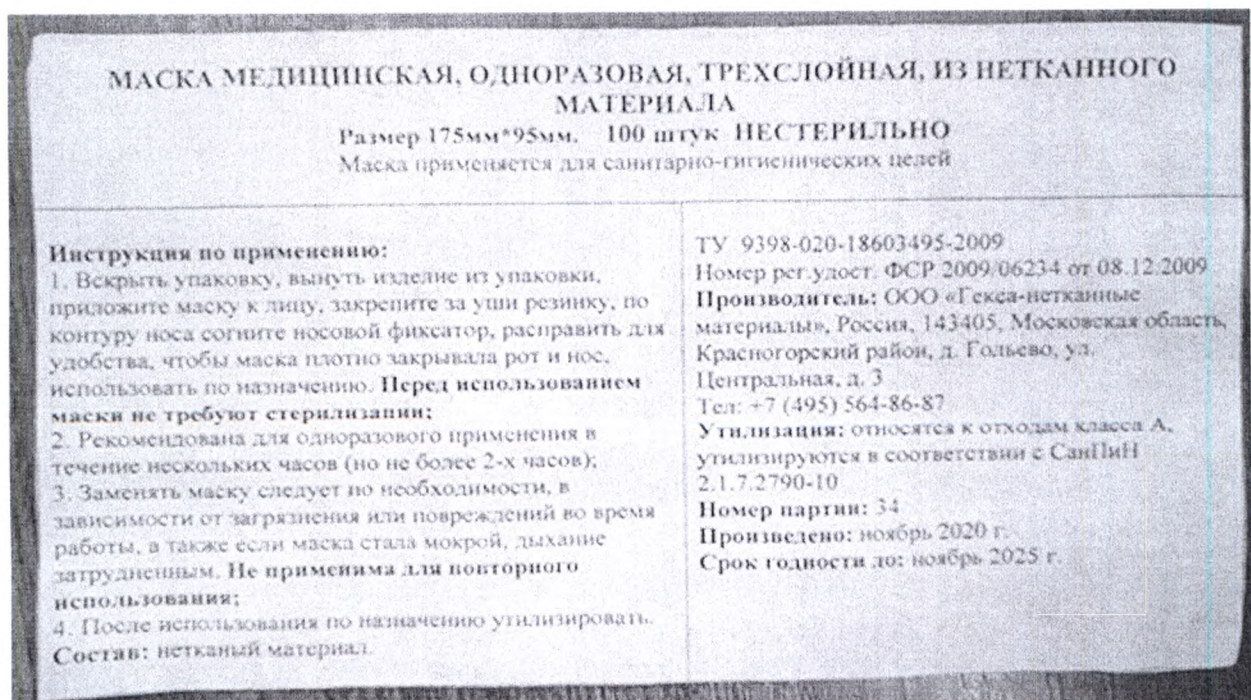 МАСКА МЕДИЦИНСКАЯ, ОДНОРАЗОВАЯ, ТРЕХСЛОЙНАЯ, ИЗ НЕТКАННОГО
МАТЕРИАЛА
Размер 175мм*95мм. 100 штук НЕСТЕРИЛЬНО
Маска применяется для санитарно-гигиенических целей
Инструкция по применению:
1. Вскрыть упаковку, вынуть изделие из упаковки,
приложите маску к лицу, закрепите за уши резинку, по
контуру носа согните носовой фиксатор, расправить для
удобства, чтобы маска плотно закрывала рот и нос,
использовать по назначению. Перед использованием
маски не требуют стерилизации;
2. Рекомендована для одноразового применения в
течение нескольких часов (но не более 2-х часов);
3. Заменять маску следует по необходимости, в
зависимости от загрязнения или повреждений во время
работы, а также если маска стала мокрой, дыхание
затрудненным. Не применима для повторного
использования;
4. После использования по назначению утилизировать.
Состав: нетканый материал.
ТУ 9398-020-18603495-2009
Номер рег.удост. ФСР 2009/06234 от 08.12.2009
Производитель: ООО «Гекса-нетканные
материалы», Россия, 143405, Московская область,
Красногорский район, д. Гольево, ул.
Центральная, д. 3
Тел: +7 (495) 564-86-87
Утилизация: относятся к отходам класса А,
утилизируются в соответствии с СанПиН
2.1.7.2790-10
Номер партии: 34
Произведено: ноябрь 2020 г.
Срок годности до: ноябрь 2025 г.